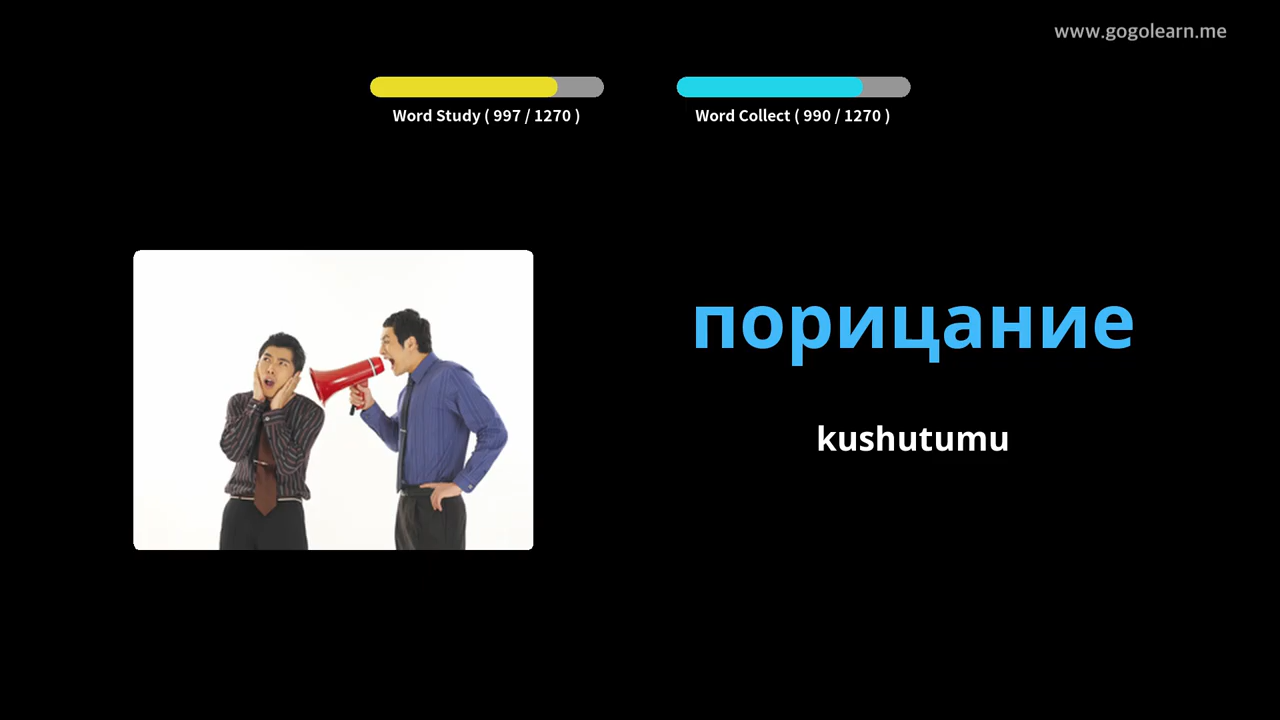 www.gogolearn.me
Word Study ( 997 / 1270 )
Word Collect ( 990 / 1270 )
порицание
kushutumu